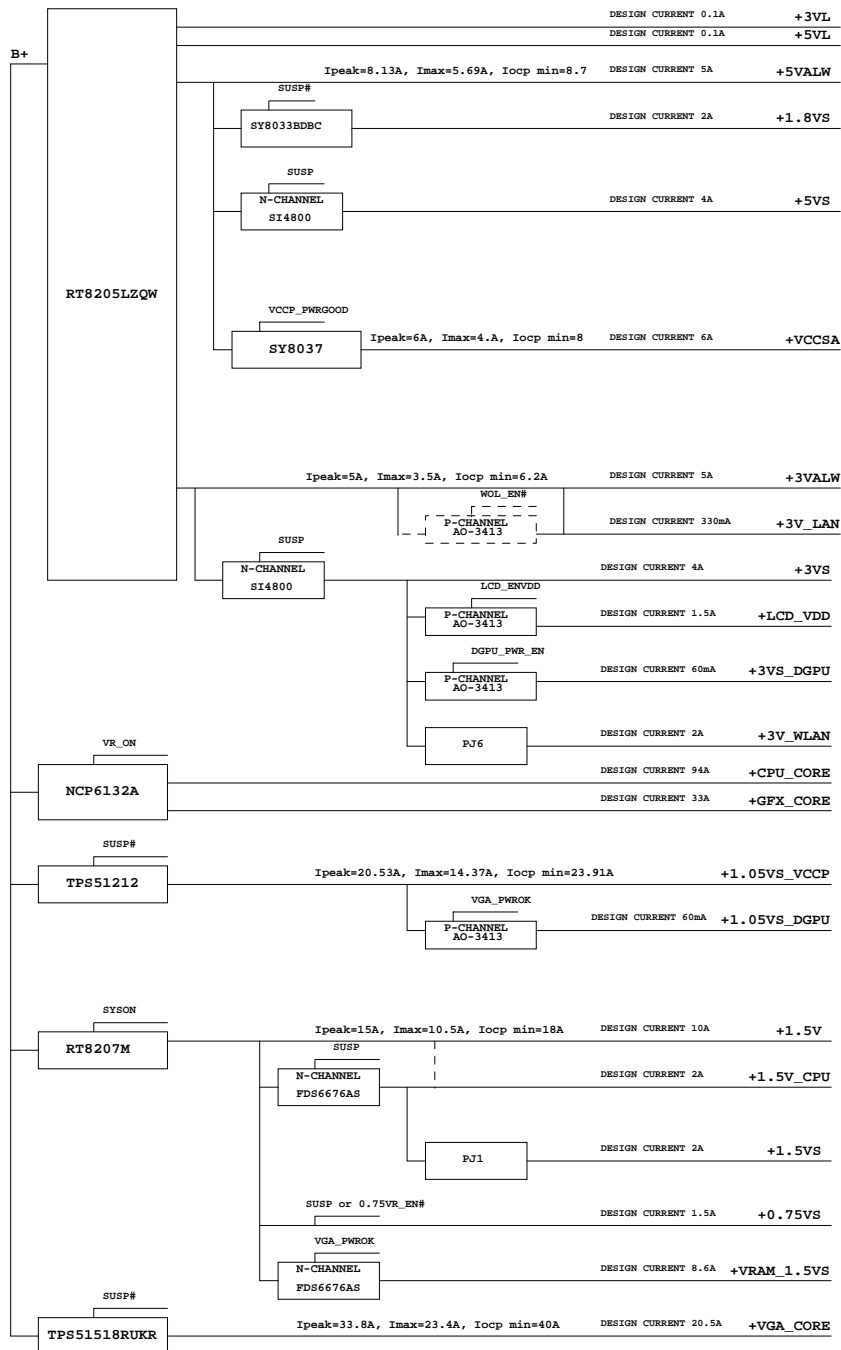 DESIGN CURRENT 0.1A +3VL
DESIGN CURRENT 0.1A +5VL
B+
Ipeak=8.13A, Imax=5.69A, Iocp min=8.7 DESIGN CURRENT 5A +5VALW
SUSP#
SY8033BDBC DESIGN CURRENT 2A +1.8VS
SUSP
N-CHANNEL DESIGN CURRENT 4A +5VS
SI4800
RT8205LZQW
VCCP_PWRGOOD
SY8037 Ipeak=6A, Imax=4.A, Iocp min=8 DESIGN CURRENT 6A +VCCSA
Ipeak=5A, Imax=3.5A, Iocp min=6.2A DESIGN CURRENT 5A +3VALW
WOL_EN#
P-CHANNEL DESIGN CURRENT 330mA +3V_LAN
AO-3413
SUSP
N-CHANNEL DESIGN CURRENT 4A +3VS
SI4800
LCD_ENVDD
P-CHANNEL DESIGN CURRENT 1.5A +LCD_VDD
AO-3413
DGPU_PWR_EN
P-CHANNEL DESIGN CURRENT 60mA +3VS_DGPU
AO-3413
PJ6 DESIGN CURRENT 2A +3V_WLAN
VR_ON
DESIGN CURRENT 94A +CPU_CORE
NCP6132A
DESIGN CURRENT 33A +GFX_CORE
SUSP#
TPS51212 Ipeak=20.53A, Imax=14.37A, Iocp min=23.91A +1.05VS_VCCP
VGA_PWROK
P-CHANNEL DESIGN CURRENT 60mA +1.05VS_DGPU
AO-3413
SYSON
RT8207M Ipeak=15A, Imax=10.5A, Iocp min=18A DESIGN CURRENT 10A +1.5V
SUSP
N-CHANNEL DESIGN CURRENT 2A +1.5V_CPU
FDS6676AS
PJ1 DESIGN CURRENT 2A +1.5VS
SUSP or 0.75VR_EN#
DESIGN CURRENT 1.5A +0.75VS
VGA_PWROK
N-CHANNEL DESIGN CURRENT 8.6A +VRAM_1.5VS
FDS6676AS
SUSP#
TPS51518RUKR Ipeak=33.8A, Imax=23.4A, Iocp min=40A DESIGN CURRENT 20.5A +VGA_CORE